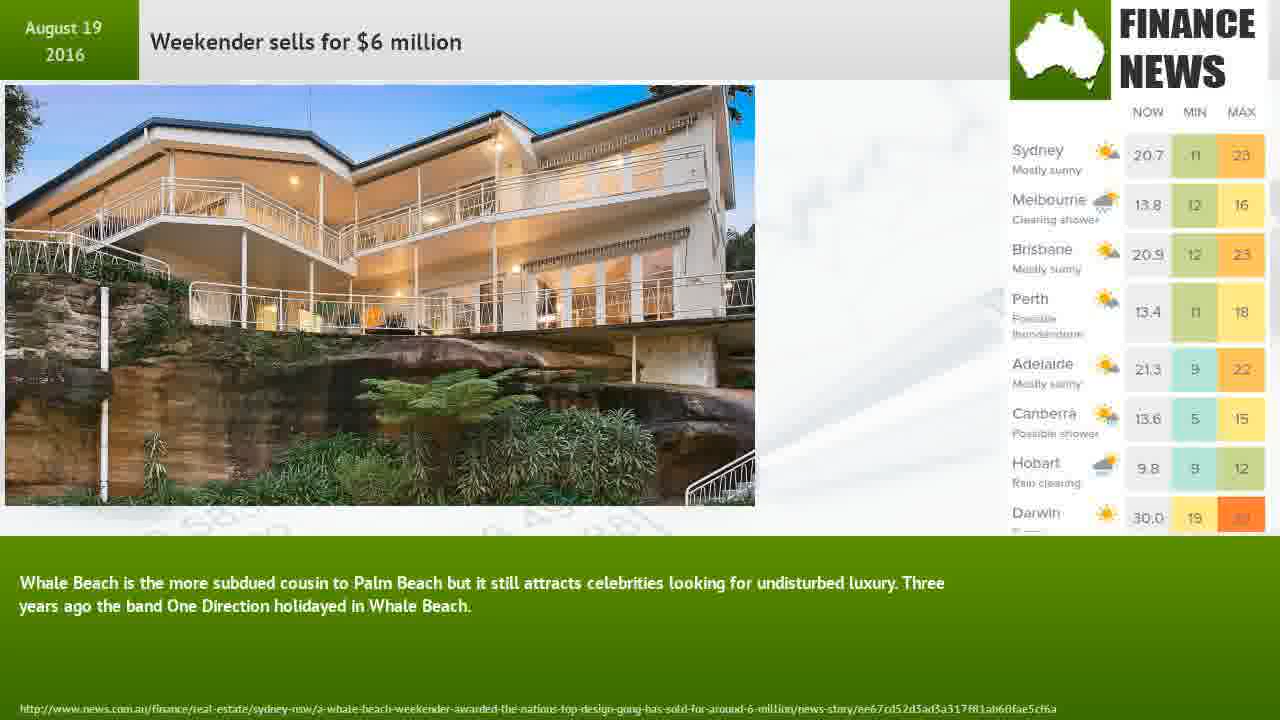 August 19
2016
Weekender sells for $6 million
FINANCE
NEWS
NOW MIN MAX
Sydney
Mostly sunny
20.7 11 23
Melbourne
Clearing shower
13.8 12 16
Brisbane
Mostly sunny
20.9 12 23
Perth
Possible
thunderstorm
13.4 11 18
Adelaide
Mostly sunny
21.3 9 22
Canberra
Possible shower
13.6 5 15
Hobart
Rain clearing
9.8 9 12
Darwin
30.0 19
Whale Beach is the more subdued cousin to Palm Beach but it still attracts celebrities looking for undisturbed luxury. Three
years ago the band One Direction holidayed in Whale Beach.
http://www.news.com.au/finance/real-estate/sydney-nsw/a-whale-beach-weekender-awarded-the-nations-top-design-gong-has-sold-for-around-6-million/news-story/ee67cd52d3ad3a317f81ab60fae5cf6a